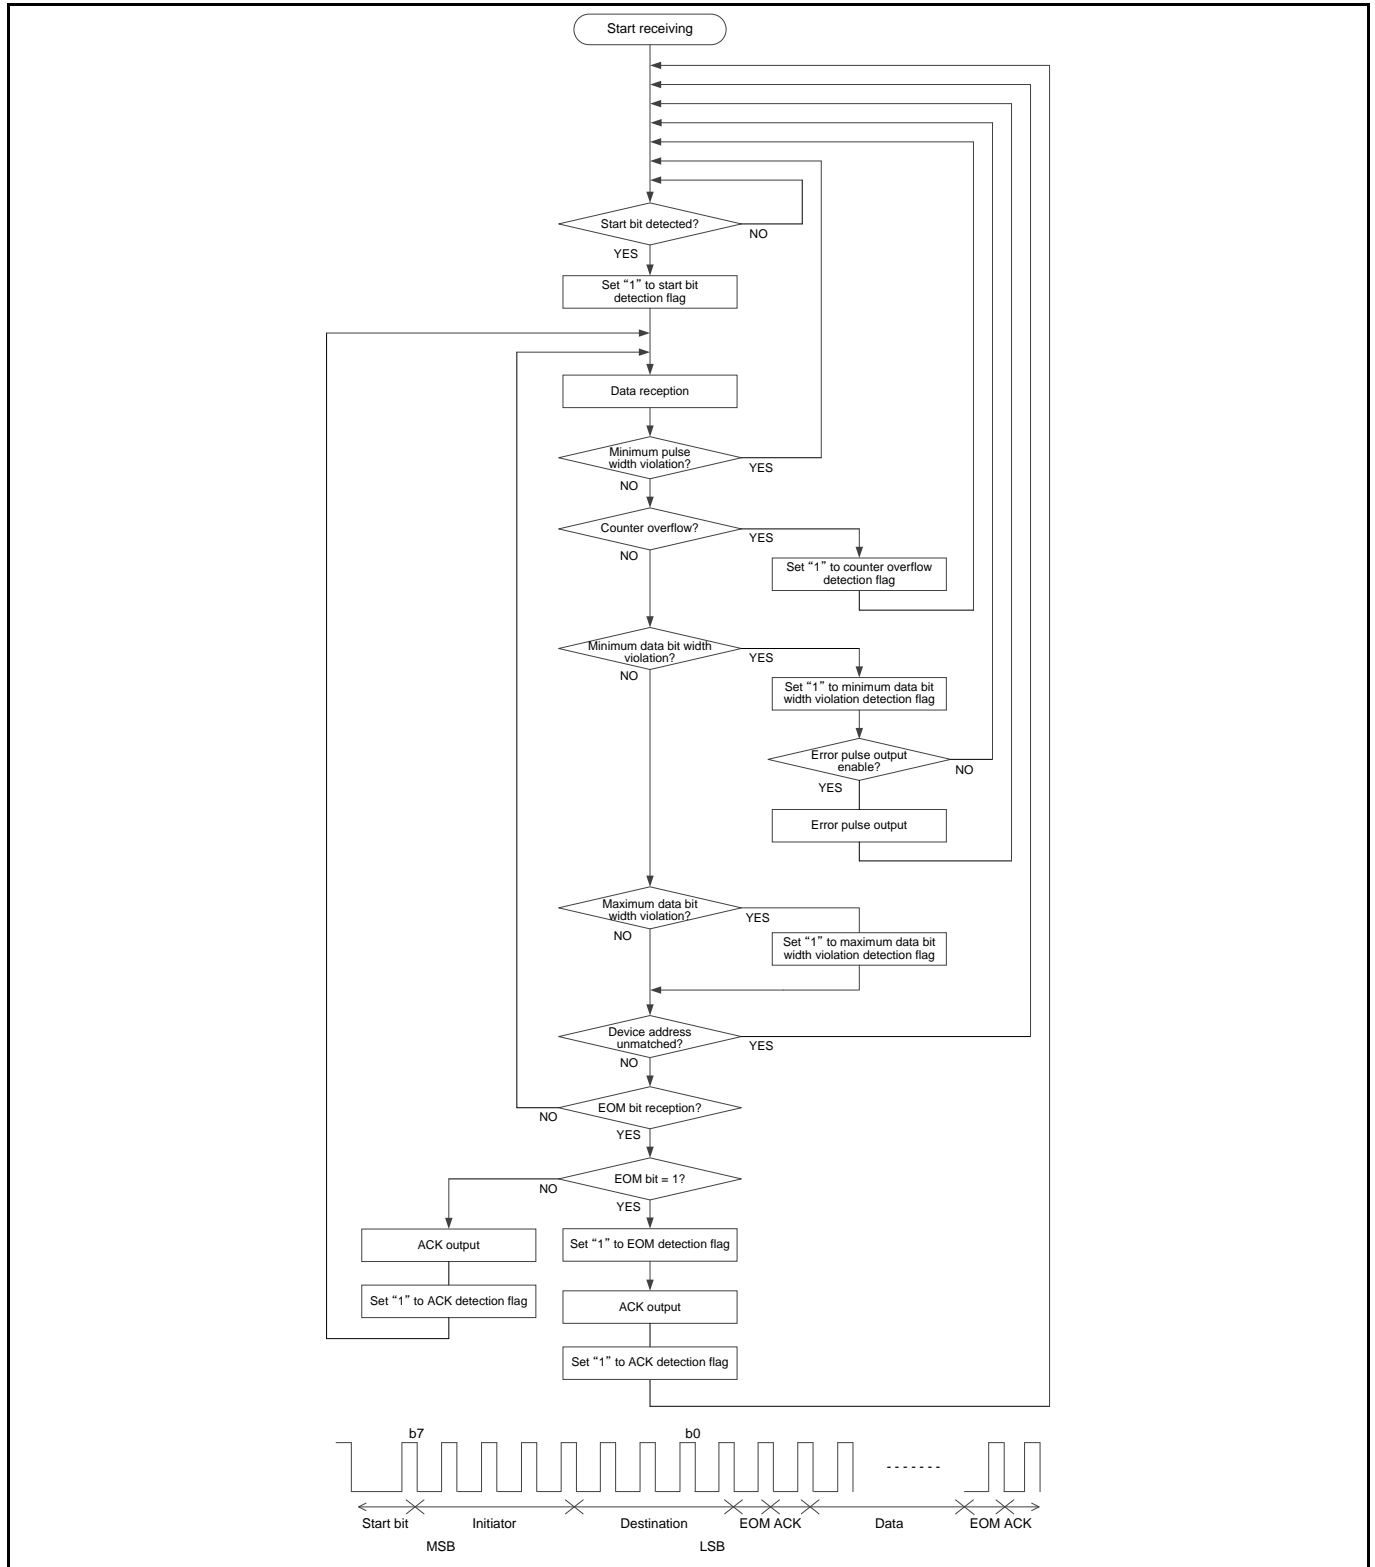 Start receiving
Start bit detected?
NO
YES
Set “1” to start bit
detection flag
Data reception
Minimum pulse
width violation?
YES
NO
Counter overflow?
YES
NO
Set “1” to counter overflow
detection flag
Minimum data bit width
violation?
YES
NO
Set “1” to minimum data bit
width violation detection flag
Error pulse output
enable?
NO
YES
Error pulse output
Maximum data bit
width violation?
YES
NO
Set “1” to maximum data bit
width violation detection flag
Device address
unmatched?
YES
NO
EOM bit reception?
NO
YES
EOM bit = 1?
NO
YES
ACK output
Set “1” to EOM detection flag
Set “1” to ACK detection flag
ACK output
Set “1” to ACK detection flag
b7 b0
Start bit Initiator Destination EOM ACK Data EOM ACK
MSB LSB